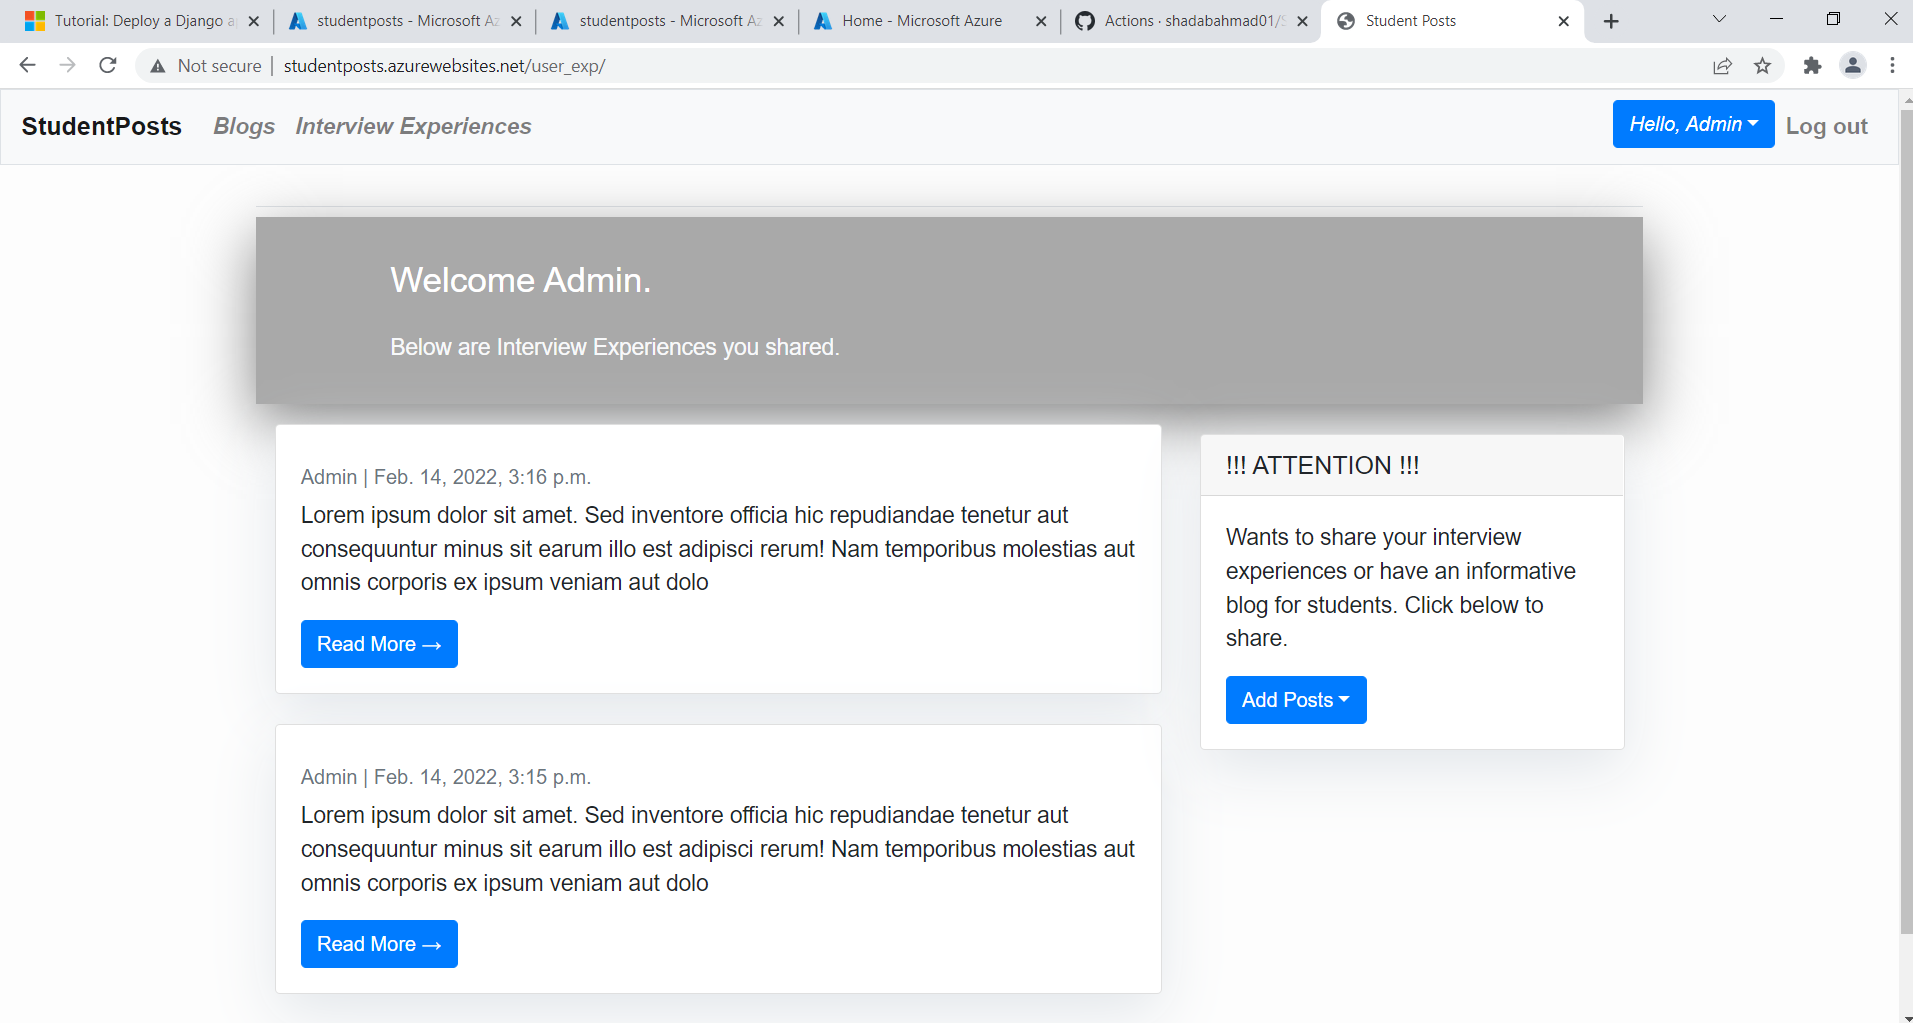 Tutorial: Deploy a Django a
studentposts - Microsoft Az
studentposts - Microsoft Az
Home - Microsoft Azure
Actions · shadabahmad01/S
Student Posts
Not secure
studentposts.azurewebsites.net/user_exp/
StudentPosts
Blogs
Interview Experiences
Hello, Admin
Log out
Welcome Admin.
Below are Interview Experiences you shared.
Admin | Feb. 14, 2022, 3:16 p.m.
Lorem ipsum dolor sit amet. Sed inventore officia hic repudiandae tenetur aut
consequuntur minus sit earum illo est adipisci rerum! Nam temporibus molestias aut
omnis corporis ex ipsum veniam aut dolo
Read More →
!!! ATTENTION !!!
Wants to share your interview
experiences or have an informative
blog for students. Click below to
share.
Add Posts
Admin | Feb. 14, 2022, 3:15 p.m.
Lorem ipsum dolor sit amet. Sed inventore officia hic repudiandae tenetur aut
consequuntur minus sit earum illo est adipisci rerum! Nam temporibus molestias aut
omnis corporis ex ipsum veniam aut dolo
Read More →